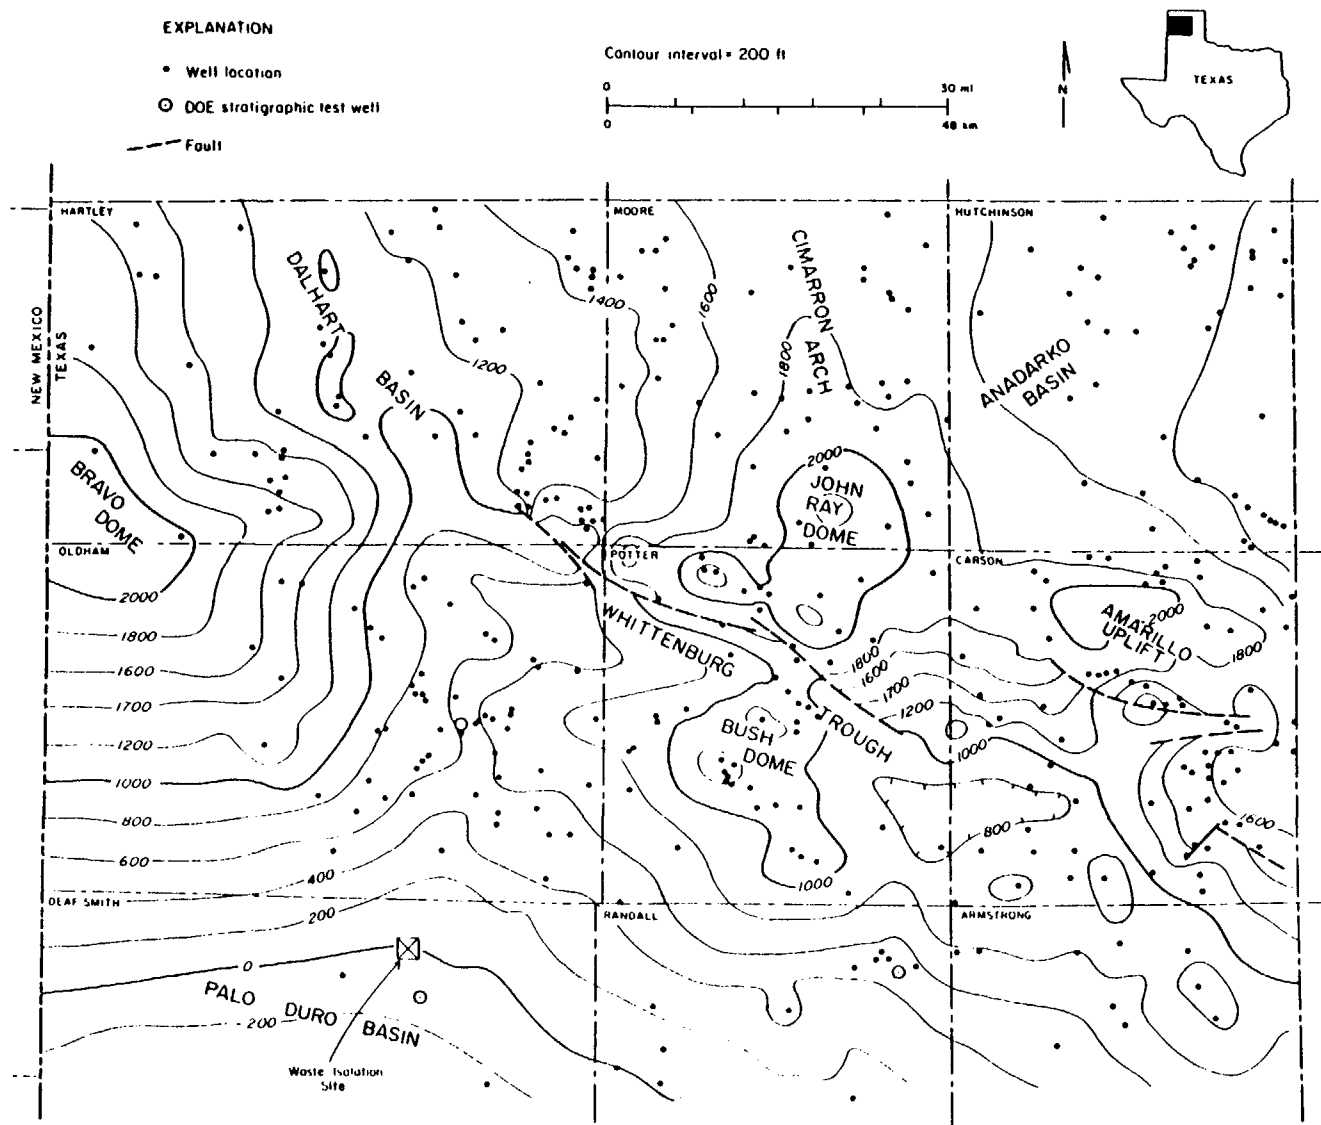 EXPLANATION
Well location
DOE stratigraphic test well
Fault
Contour interval = 200 ft
0
30 mi
0
48 km
N
TEXAS
HARTLEY
MOORE
HUTCHINSON
DALHART
BASIN
CIMARRON
ARCH
ANADARKO
BASIN
NEW MEXICO
TEXAS
1400
1600
1800
1200
2000
BRAVO
DOME
JOHN
RAY
DOME
OLDHAM
POTTER
CARSON
2000
1800
1600
1700
1200
1000
800
600
400
200
0
WHITTENBURG
TROUGH
AMARILLO
UPLIFT
2000
1800
1800
1600
1700
1200
1000
BUSH
DOME
800
1600
1000
DEAF SMITH
RANDALL
ARMSTRONG
PALO
DURO
BASIN
200
Waste Isolation
Site